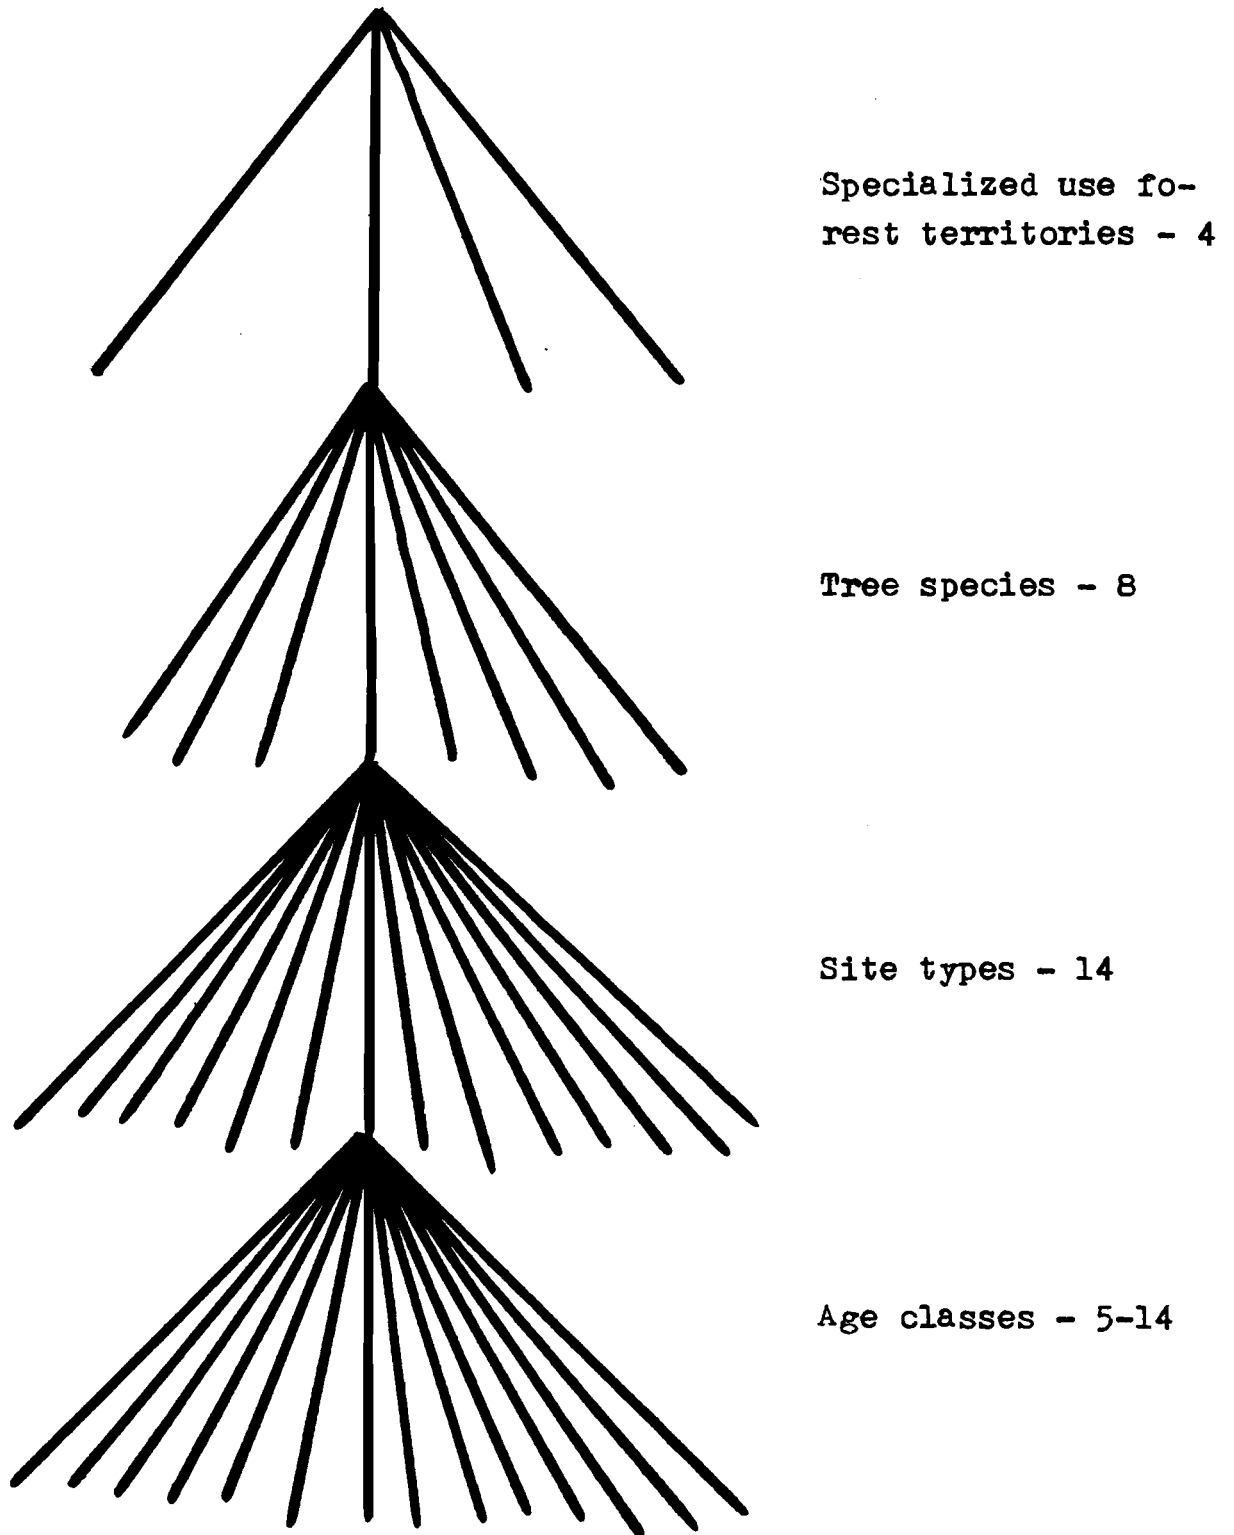 Specialized use fo-
rest territories - 4
Tree species - 8
Site types - 14
Age classes - 5-14